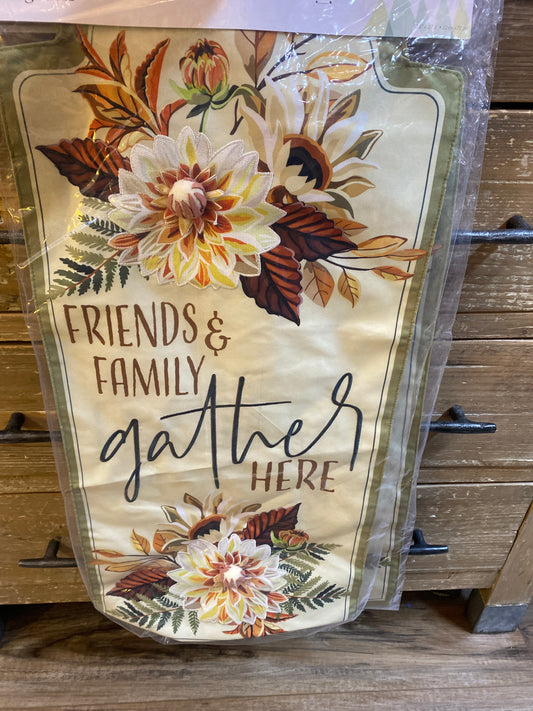 FRIENDS &
FAMILY
gather
HERE